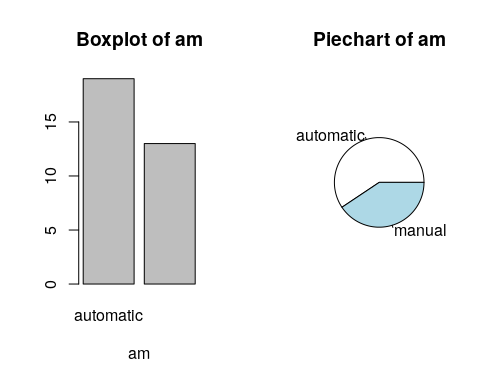 Boxplot of am
15
10
5
0
automatic
am
Piechart of am
automatic
manual